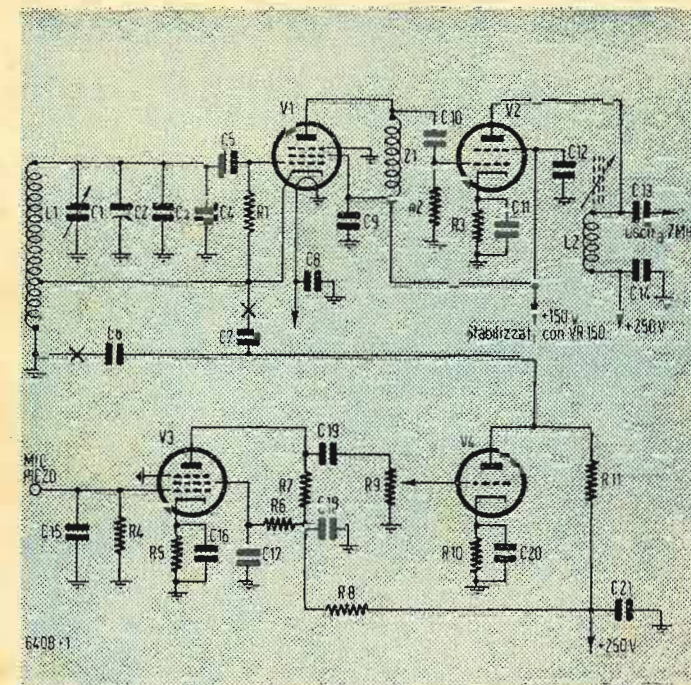 V1
V2
C5
C10
C12
L1
C1
C2
C3
C4
R1
Z1
R2
R3
C11
C9
C13
uscita 7MHz
L2
C8
C14
C7
+150 v
Stabilizzat. con VR 150
+250V
C6
V3
V4
MIC.
PIEZO
C19
R7
R9
R11
R6
C19
C15
R4
R5
C16
C17
R10
C20
R8
C21
+250V
6408-1